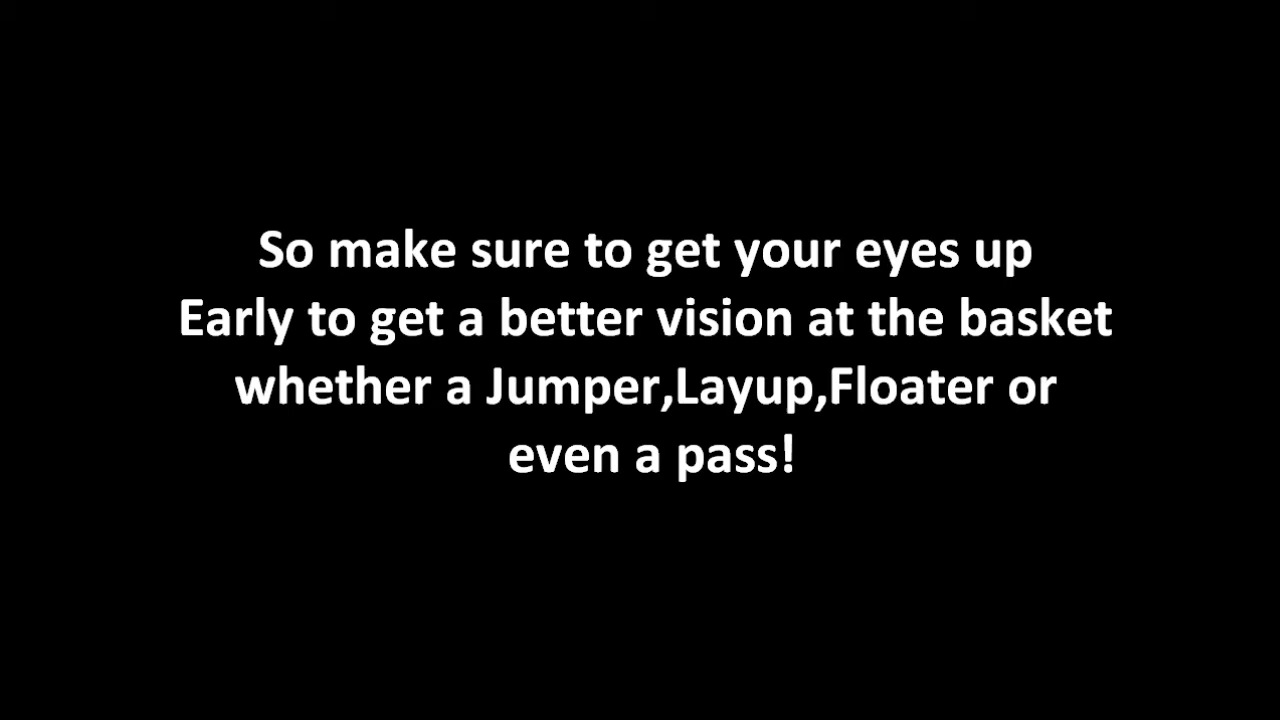 So make sure to get your eyes up
Early to get a better vision at the basket
whether a Jumper,Layup,Floater or
even a pass!